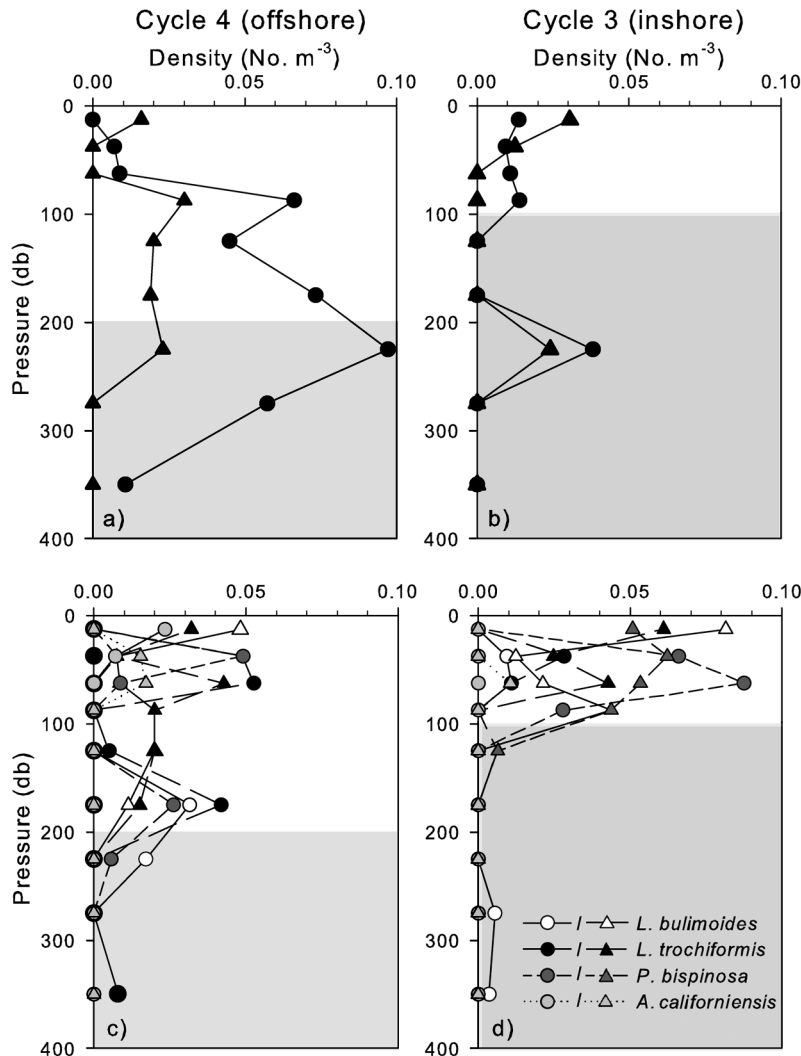 Cycle 4 (offshore)
Density (No. m-3)
0.00 0.05 0.10
Cycle 3 (inshore)
Density (No. m-3)
0.00 0.05 0.10
Pressure (db)
0
100
200
300
400
a)
0
100
200
300
400
b)
0.00 0.05 0.10
0.00 0.05 0.10
Pressure (db)
0
100
200
300
400
c)
0
100
200
300
400
/ L. bulimoides
/ L. trochiformis
/ P. bispinosa
/ A. californiensis
d)